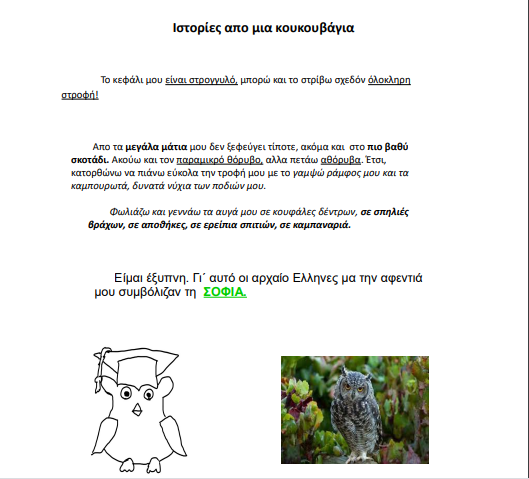 Ιστορίες απο μια κουκουβάγια
Το κεφάλι μου είναι στρογγυλό, μπορώ και το στρίβω σχεδόν όλοκληρη
στροφή!
Απο τα μεγάλα μάτια μου δεν ξεφεύγει τίποτε, ακόμα και στο πιο βαθύ
σκοτάδι. Ακούω και τον παραμικρό θόρυβο, αλλα πετάω αθόρυβα. Έτσι,
κατορθώνω να πιάνω εύκολα την τροφή μου με το γαμψώ ράμφος μου και τα
καμπουρωτά, δυνατά νύχια των ποδιών μου.
Φωλιάζω και γεννάω τα αυγά μου σε κουφάλες δέντρων, σε σπηλιές
βράχων, σε αποθήκες, σε ερείπια σπιτιών, σε καμπαναριά.
Είμαι έξυπνη. Γι΄ αυτό οι αρχαίο Ελληνες μα την αφεντιά
μου συμβόλιζαν τη ΣΟΦΙΑ.